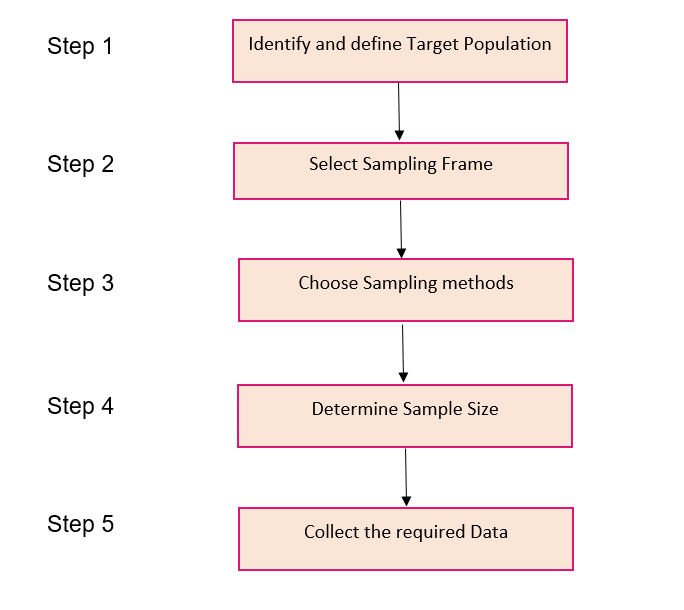 Step 1
Identify and define Target Population
Step 2
Select Sampling Frame
Step 3
Choose Sampling methods
Step 4
Determine Sample Size
Step 5
Collect the required Data